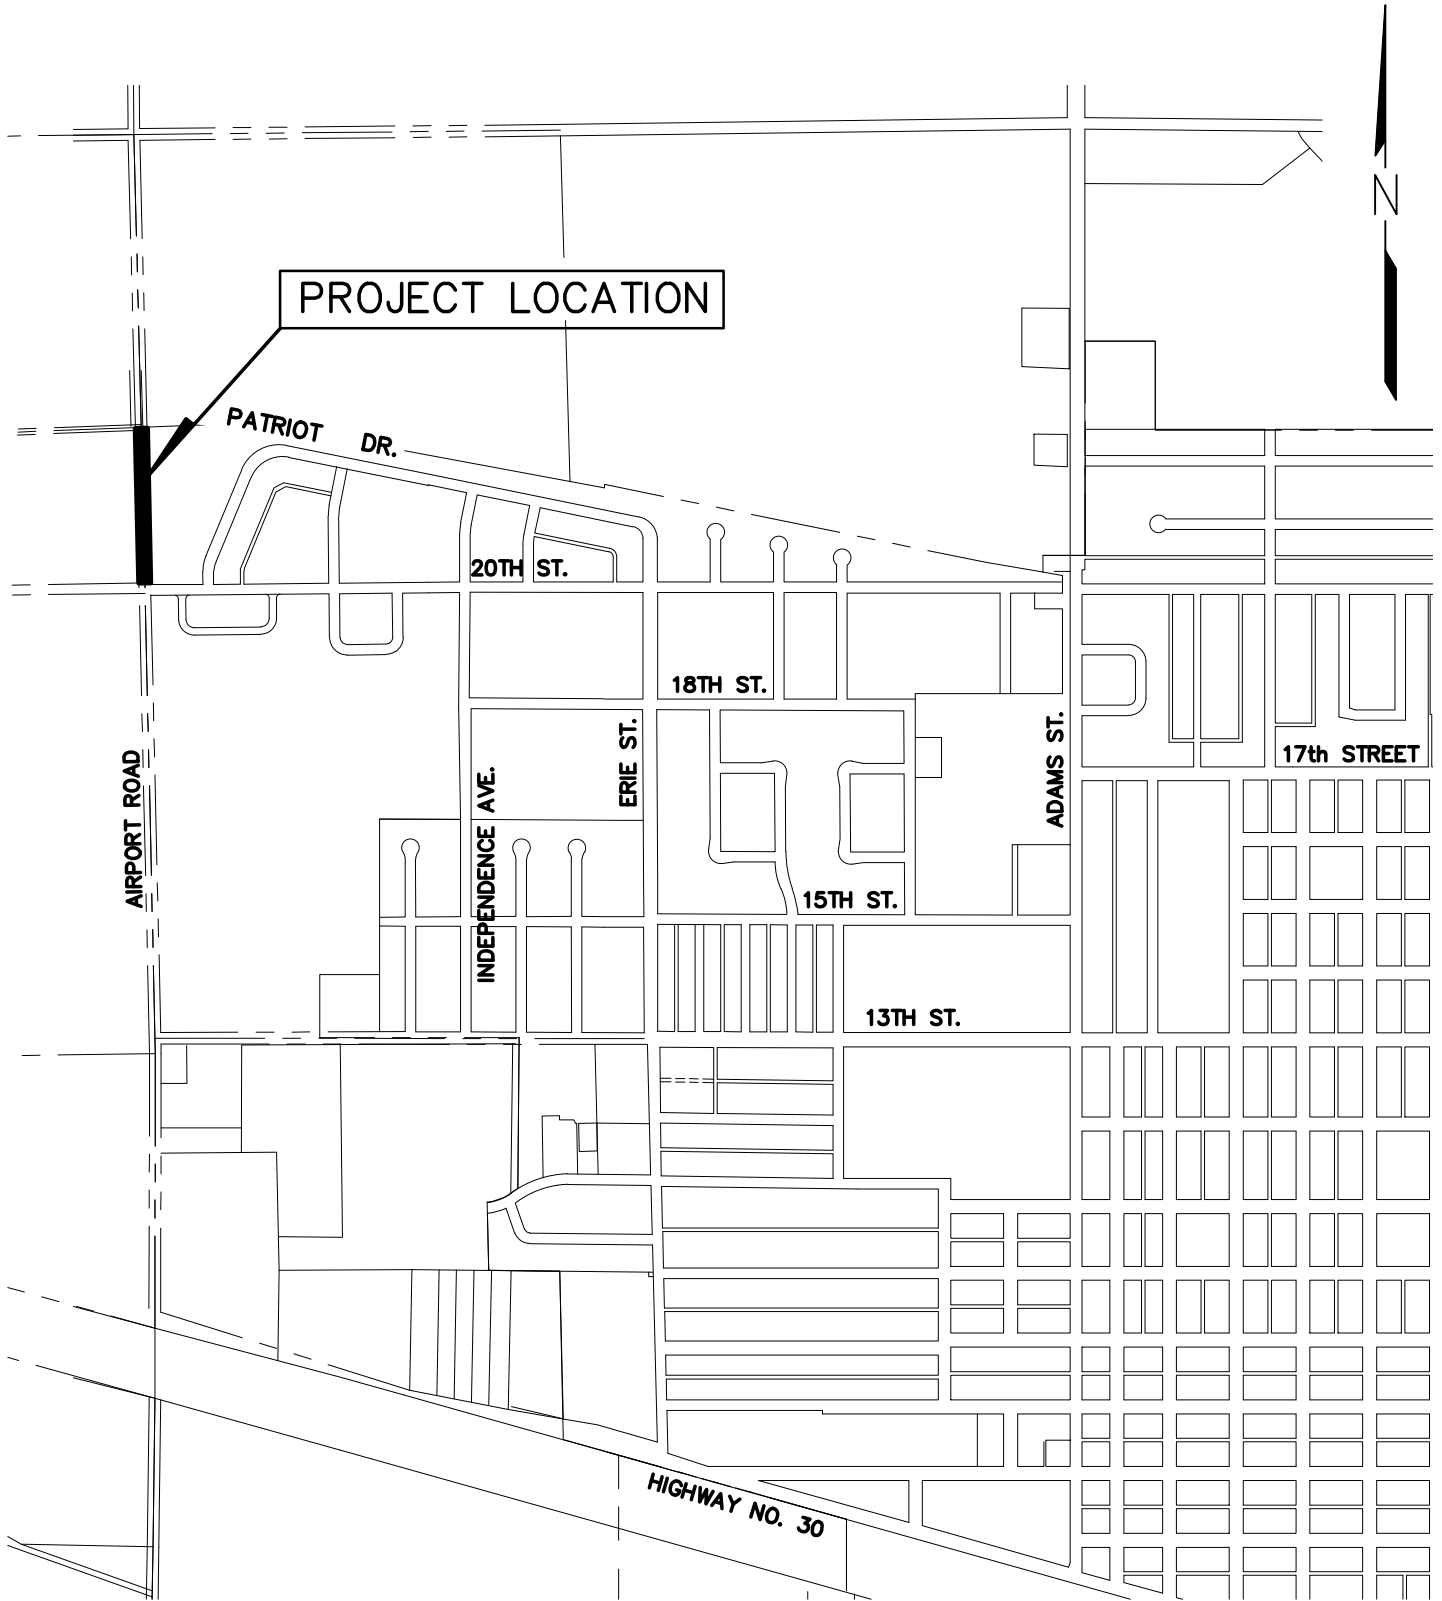 N
PROJECT LOCATION
PATRIOT DR.
20TH ST.
18TH ST.
ERIE ST.
ADAMS ST.
17th STREET
AIRPORT ROAD
INDEPENDENCE AVE.
15TH ST.
13TH ST.
HIGHWAY NO. 30